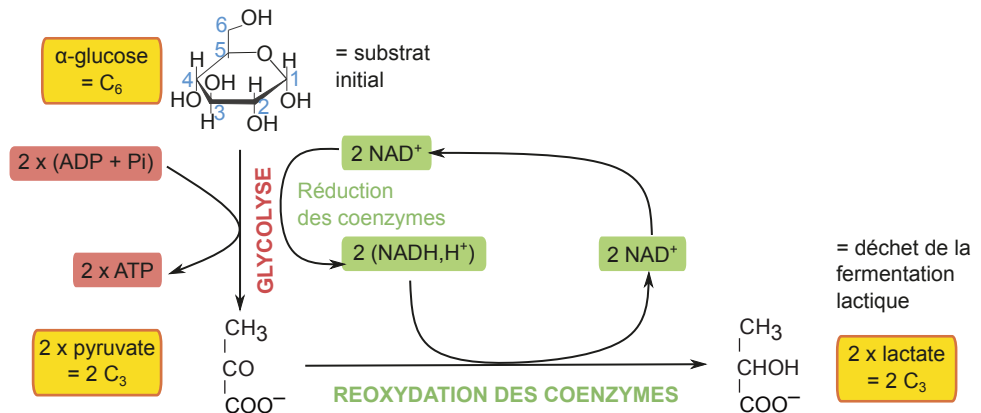 α-glucose
= C₆
6
OH
5
O
H
H
4
OH
H
1
HO
OH
3
2
H
OH
= substrat
initial
2 x (ADP + Pi)
2 x ATP
GLYCOLYSE
2 NAD⁺
Réduction
des coenzymes
2 (NADH,H⁺)
2 NAD⁺
= déchet de la
fermentation
lactique
2 x pyruvate
= 2 C₃
CH₃
CO
COO⁻
REOXYDATION DES COENZYMES
CH₃
CHOH
COO⁻
2 x lactate
= 2 C₃